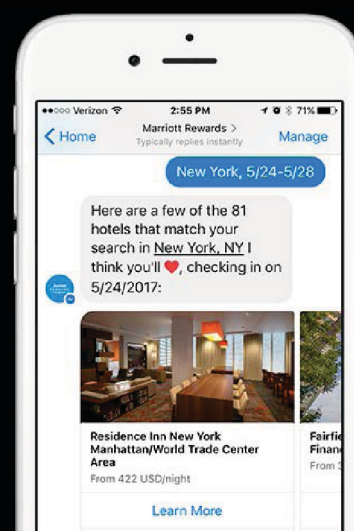 Verizon 2:55 PM 71%
Home Marriott Rewards > Manage
Typically replies instantly
New York, 5/24-5/28
Here are a few of the 81
hotels that match your
search in New York, NY I
think you'll ❤, checking in on
5/24/2017:
Residence Inn New York
Manhattan/World Trade Center
Area
From 422 USD/night
Learn More
Fairfie
Finan
From 3